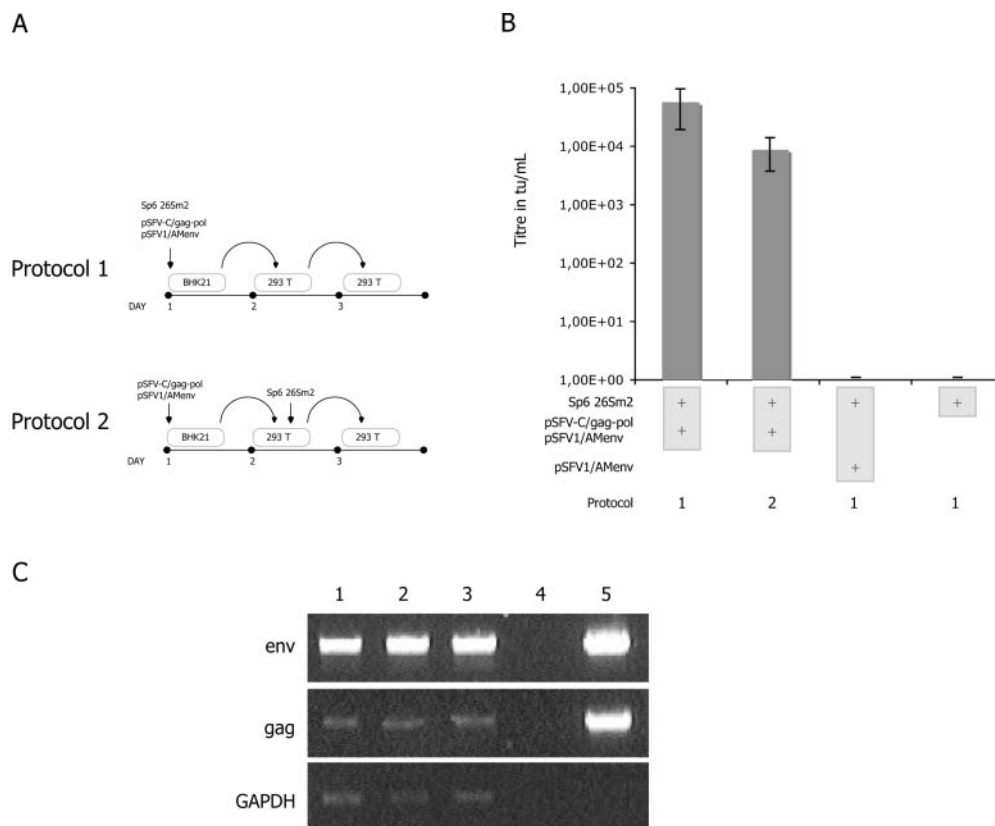 A
Sp6 26Sm2
pSFV-C/gag-pol
pSFV1/AMenv
Protocol 1
BHK21
293 T
293 T
DAY
1
2
3
pSFV-C/gag-pol
pSFV1/AMenv
Sp6 26Sm2
Protocol 2
BHK21
293 T
293 T
DAY
1
2
3
B
Titre in tu/mL
1,00E+05
1,00E+04
1,00E+03
1,00E+02
1,00E+01
1,00E+00
Sp6 26Sm2 + + + +
pSFV-C/gag-pol
pSFV1/AMenv + +
pSFV1/AMenv +
Protocol 1 2 1 1
C
1 2 3 4 5
env
gag
GAPDH